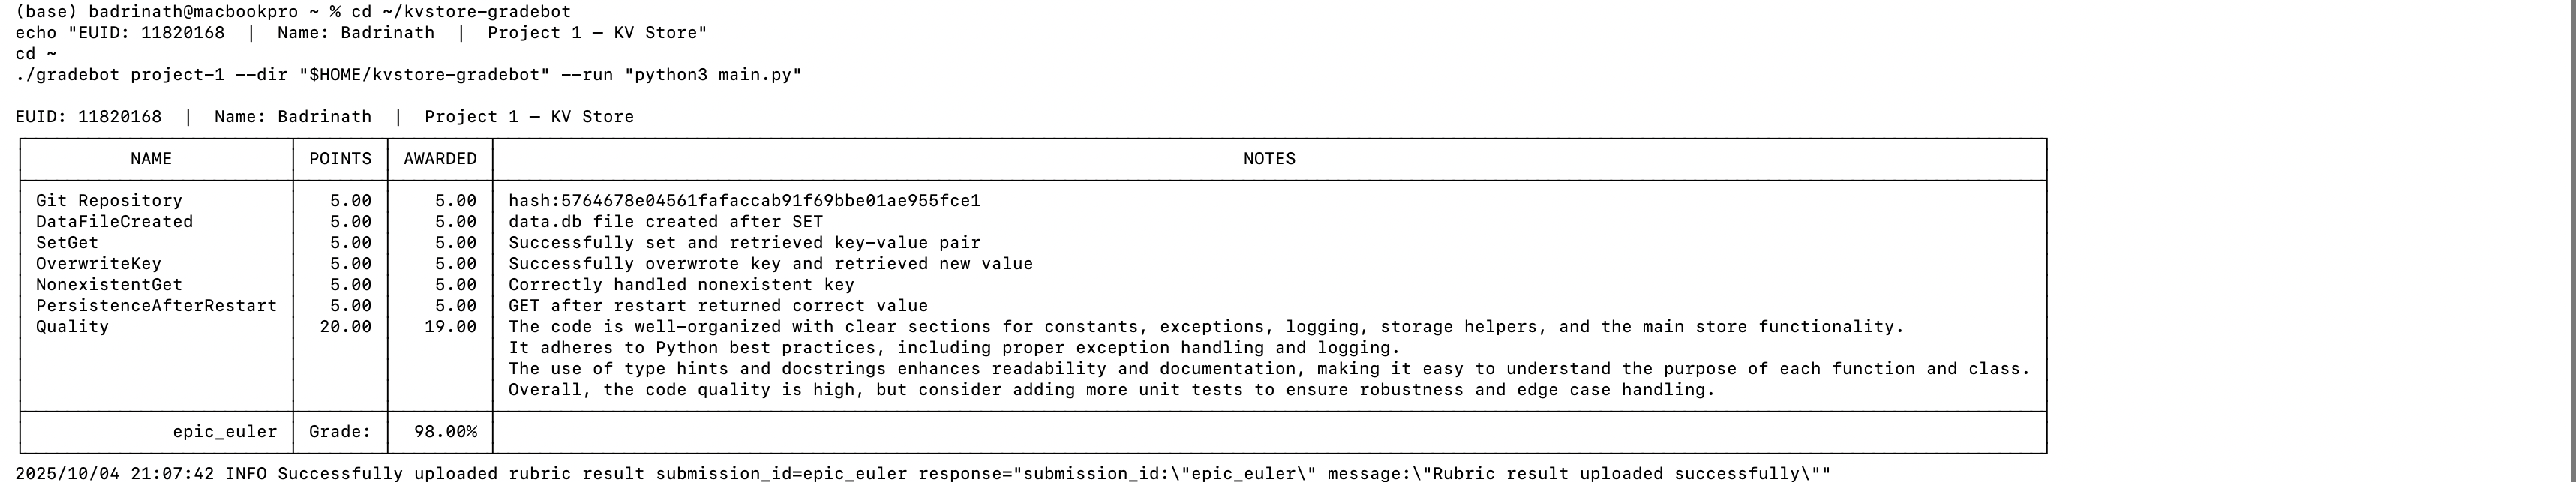 (base) badrinath@macbookpro ~ % cd ~/kvstore-gradebot
echo "EUID: 11820168  |  Name: Badrinath  |  Project 1 — KV Store"
cd ~
./gradebot project-1 --dir "$HOME/kvstore-gradebot" --run "python3 main.py"
EUID: 11820168  |  Name: Badrinath  |  Project 1 — KV Store
NAME POINTS AWARDED NOTES
Git Repository 5.00 5.00 hash:5764678e04561fafaccab91f69bbe01ae955fce1
DataFileCreated 5.00 5.00 data.db file created after SET
SetGet 5.00 5.00 Successfully set and retrieved key-value pair
OverwriteKey 5.00 5.00 Successfully overwrote key and retrieved new value
NonexistentGet 5.00 5.00 Correctly handled nonexistent key
PersistenceAfterRestart 5.00 5.00 GET after restart returned correct value
Quality 20.00 19.00 The code is well-organized with clear sections for constants, exceptions, logging, storage helpers, and the main store functionality.
It adheres to Python best practices, including proper exception handling and logging.
The use of type hints and docstrings enhances readability and documentation, making it easy to understand the purpose of each function and class.
Overall, the code quality is high, but consider adding more unit tests to ensure robustness and edge case handling.
epic_euler Grade: 98.00%
2025/10/04 21:07:42 INFO Successfully uploaded rubric result submission_id=epic_euler response="submission_id:\"epic_euler\" message:\"Rubric result uploaded successfully\""